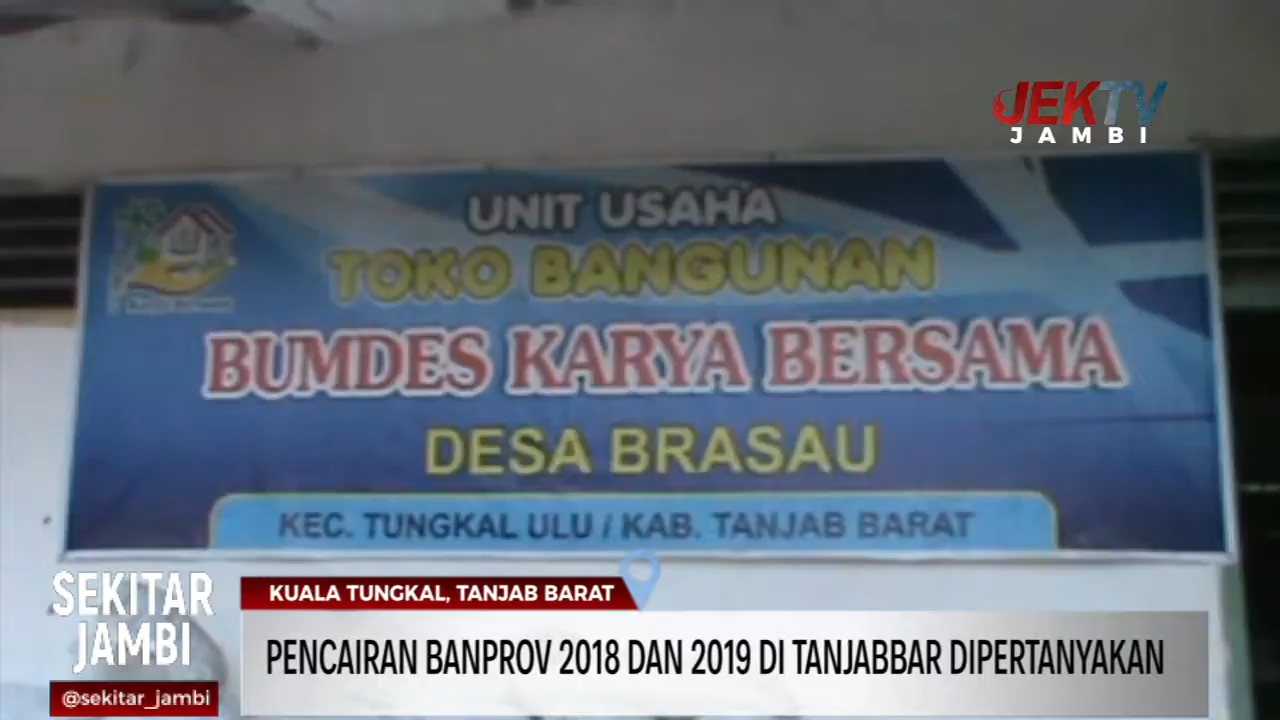 JEKTV
JAMBI
UNIT USAHA
TOKO BANGUNAN
BUMDES KARYA BERSAMA
DESA BRASAU
KEC. TUNGKAL ULU / KAB. TANJAB BARAT
SEKITAR
JAMBI
@sekitar_jambi
KUALA TUNGKAL, TANJAB BARAT
PENCAIRAN BANPROV 2018 DAN 2019 DI TANJABBAR DIPERTANYAKAN